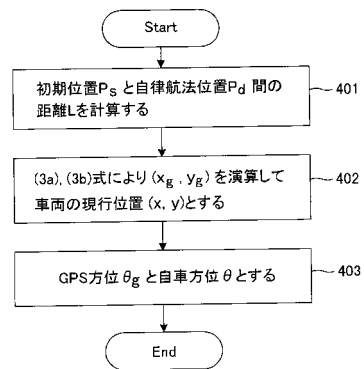 Start
初期位置Psと自律航法位置Pd間の
距離Lを計算する
401
(3a),(3b)式により(xg,yg)を演算して
車両の現行位置(x,y)とする
402
GPS方位θgと自車方位θとする
403
End